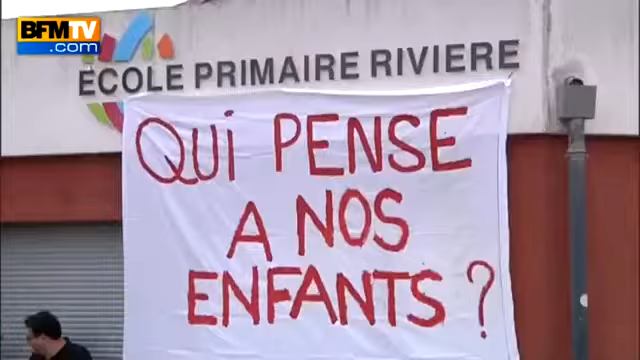 BFMTV
.com
ÉCOLE PRIMAIRE RIVIERE
QUi PENSE
A NOS
ENFANTS ?